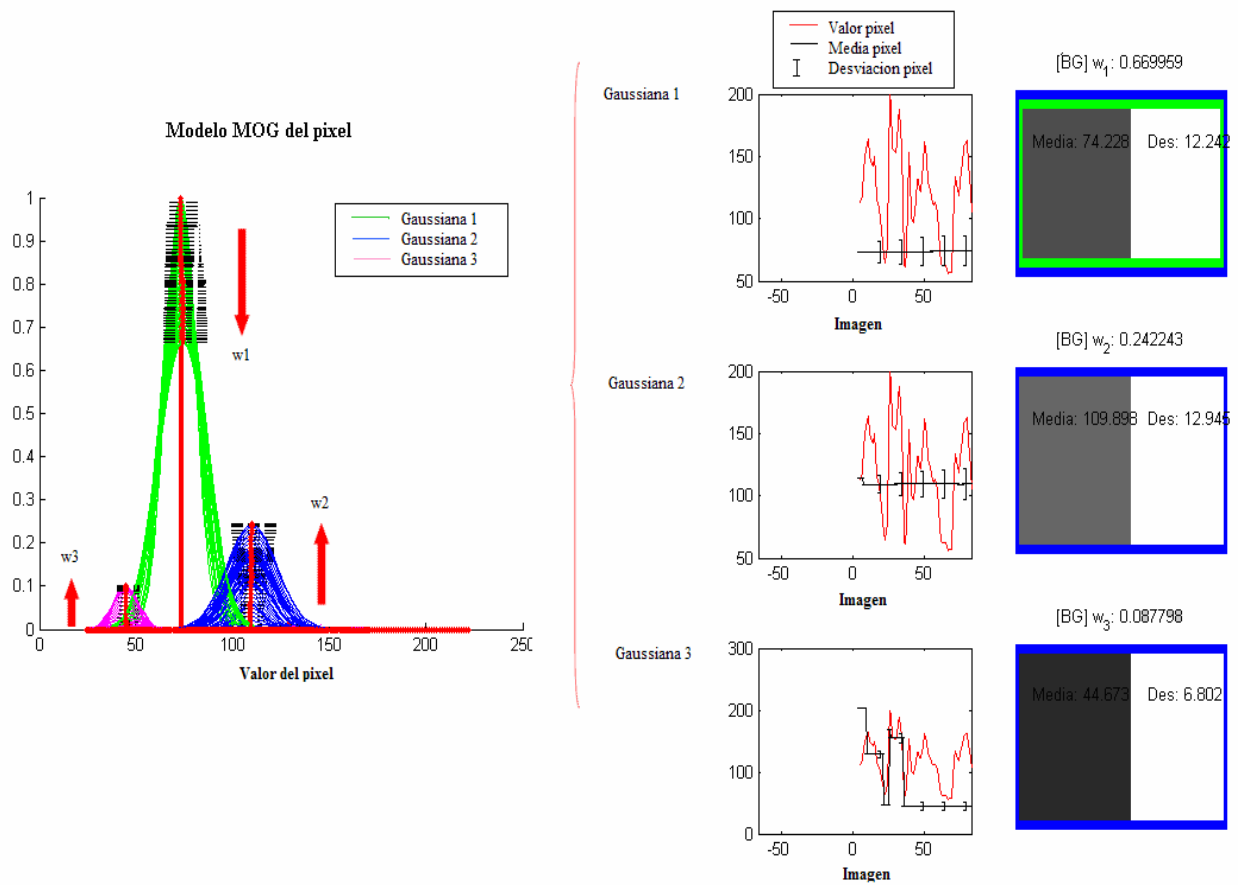 Modelo MOG del pixel
1
0.9
0.8
0.7
0.6
0.5
0.4
0.3
0.2
0.1
0
0 50 100 150 200 250
Valor del pixel
Gaussiana 1
Gaussiana 2
Gaussiana 3
w1
w2
w3
Valor pixel
Media pixel
Desviacion pixel
Gaussiana 1
200
150
100
50
-50 0 50
Imagen
[BG] w1: 0.669959
Media: 74.228 Des: 12.242
Gaussiana 2
200
150
100
50
-50 0 50
Imagen
[BG] w2: 0.242243
Media: 109.898 Des: 12.945
Gaussiana 3
300
200
100
0
-50 0 50
Imagen
[BG] w3: 0.087798
Media: 44.673 Des: 6.802